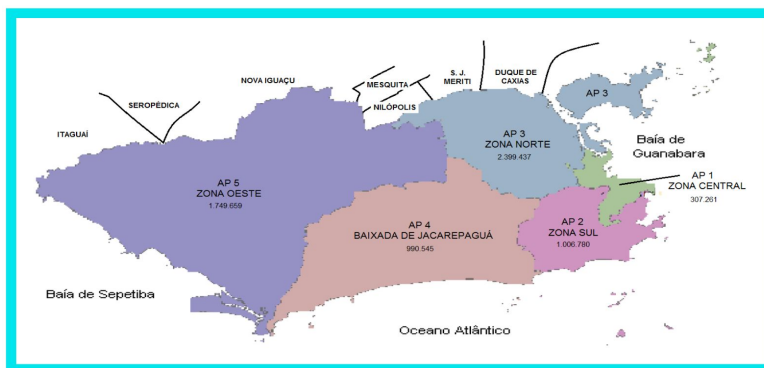 ITAGUAÍ
SEROPÉDICA
NOVA IGUAÇU
MESQUITA
NILÓPOLIS
S. J.
MERITI
DUQUE DE
CAXIAS
AP 3
Baía de
Guanabara
AP 3
ZONA NORTE
2.399.437
AP 1
ZONA CENTRAL
307.261
AP 5
ZONA OESTE
1.749.659
AP 4
BAIXADA DE JACAREPAGUÁ
990.545
AP 2
ZONA SUL
1.006.780
Baía de Sepetiba
Oceano Atlântico